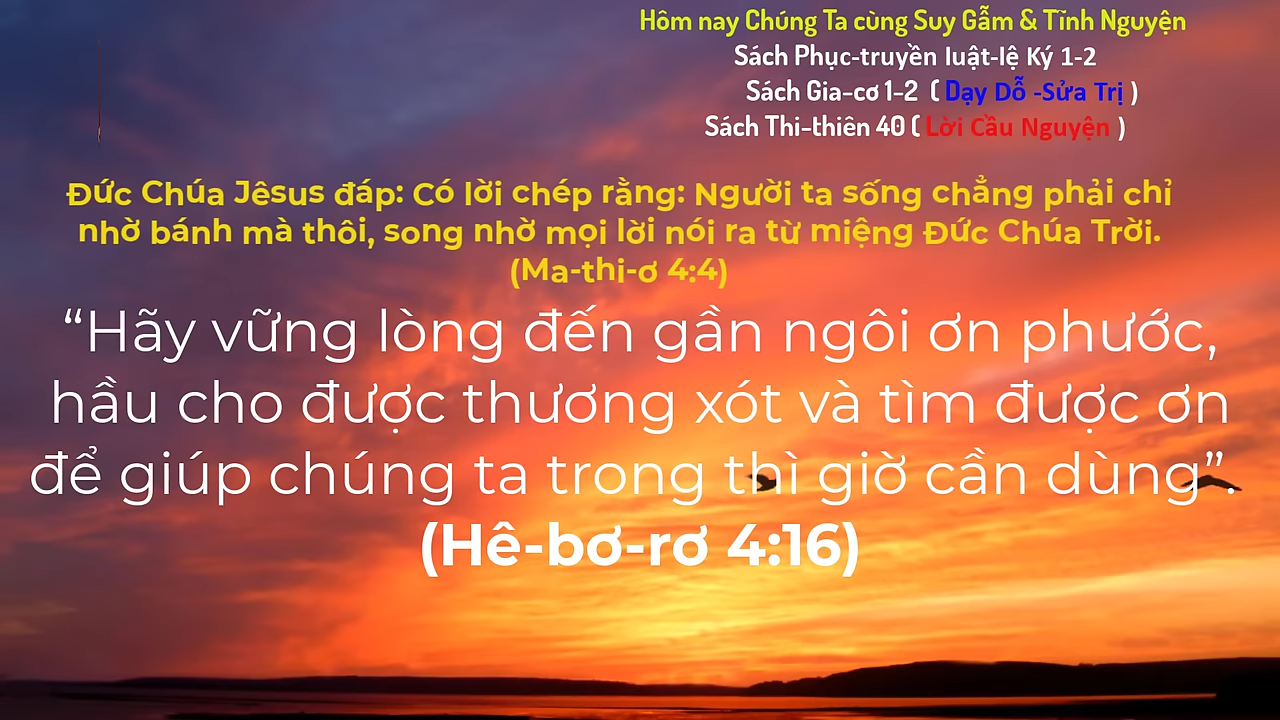 Hôm nay Chúng Ta cùng Suy Gẫm & Tĩnh Nguyện
Sách Phục-truyền luật-lệ Ký 1-2
Sách Gia-cơ 1-2 ( Dạy Dỗ -Sửa Trị )
Sách Thi-thiên 40 ( Lời Cầu Nguyện )
Đức Chúa Jêsus đáp: Có lời chép rằng: Người ta sống chẳng phải chỉ
nhờ bánh mà thôi, song nhờ mọi lời nói ra từ miệng Đức Chúa Trời.
(Ma-thi-ơ 4:4)
“Hãy vững lòng đến gần ngôi ơn phước,
hầu cho được thương xót và tìm được ơn
để giúp chúng ta trong thì giờ cần dùng”.
(Hê-bơ-rơ 4:16)